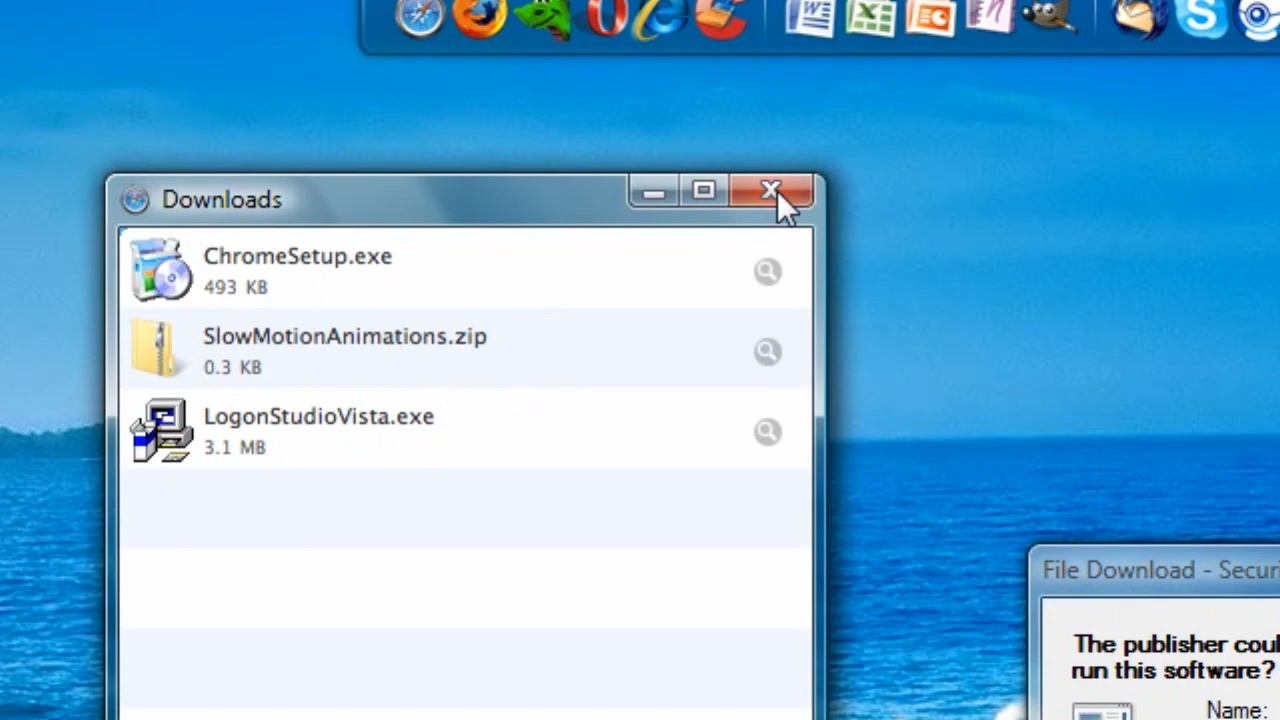 Downloads
ChromeSetup.exe
493 KB
SlowMotionAnimations.zip
0.3 KB
LogonStudioVista.exe
3.1 MB
File Download - Securi
The publisher coul
run this software?
Name: